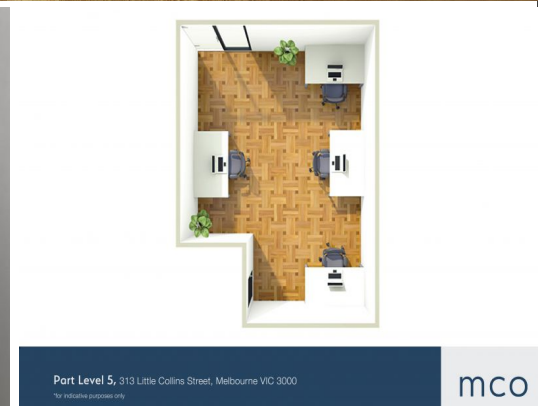 Part Level 5, 313 Little Collins Street, Melbourne VIC 3000
*for indicative purposes only
mco